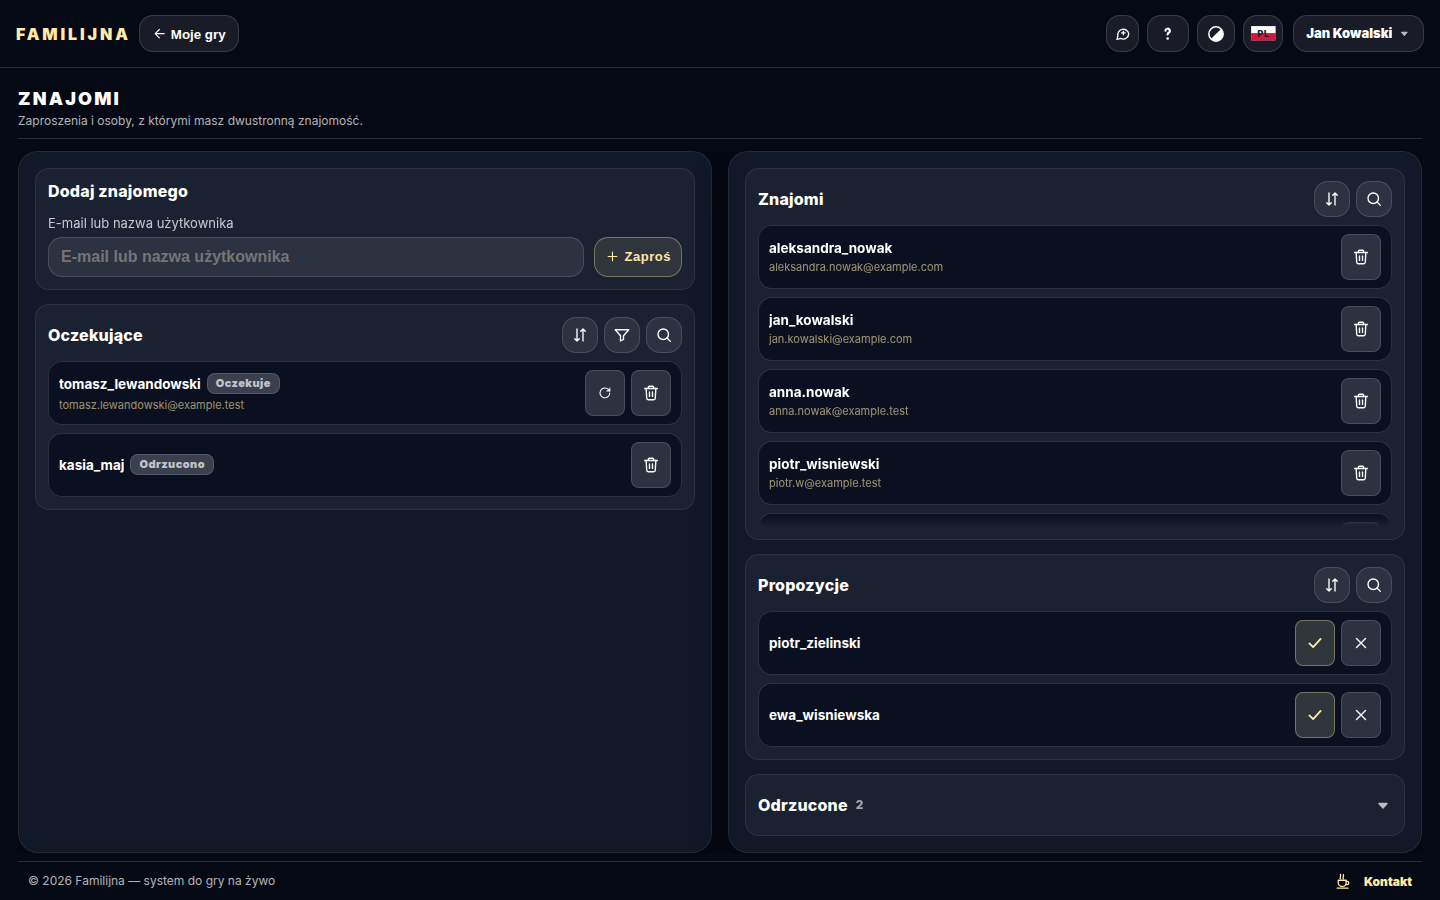 FAMILIJNA
Moje gry
?
PL
Jan Kowalski
ZNAJOMI
Zaproszenia i osoby, z którymi masz dwustronną znajomość.
Dodaj znajomego
E-mail lub nazwa użytkownika
E-mail lub nazwa użytkownika
+ Zaproś
Oczekujące
tomasz_lewandowski Oczekuje
tomasz.lewandowski@example.test
kasia_maj Odrzucono
Znajomi
aleksandra_nowak
aleksandra.nowak@example.com
jan_kowalski
jan.kowalski@example.com
anna.nowak
anna.nowak@example.test
piotr_wisniewski
piotr.w@example.test
Propozycje
piotr_zielinski
ewa_wisniewska
Odrzucone 2
© 2026 Familijna — system do gry na żywo
Kontakt